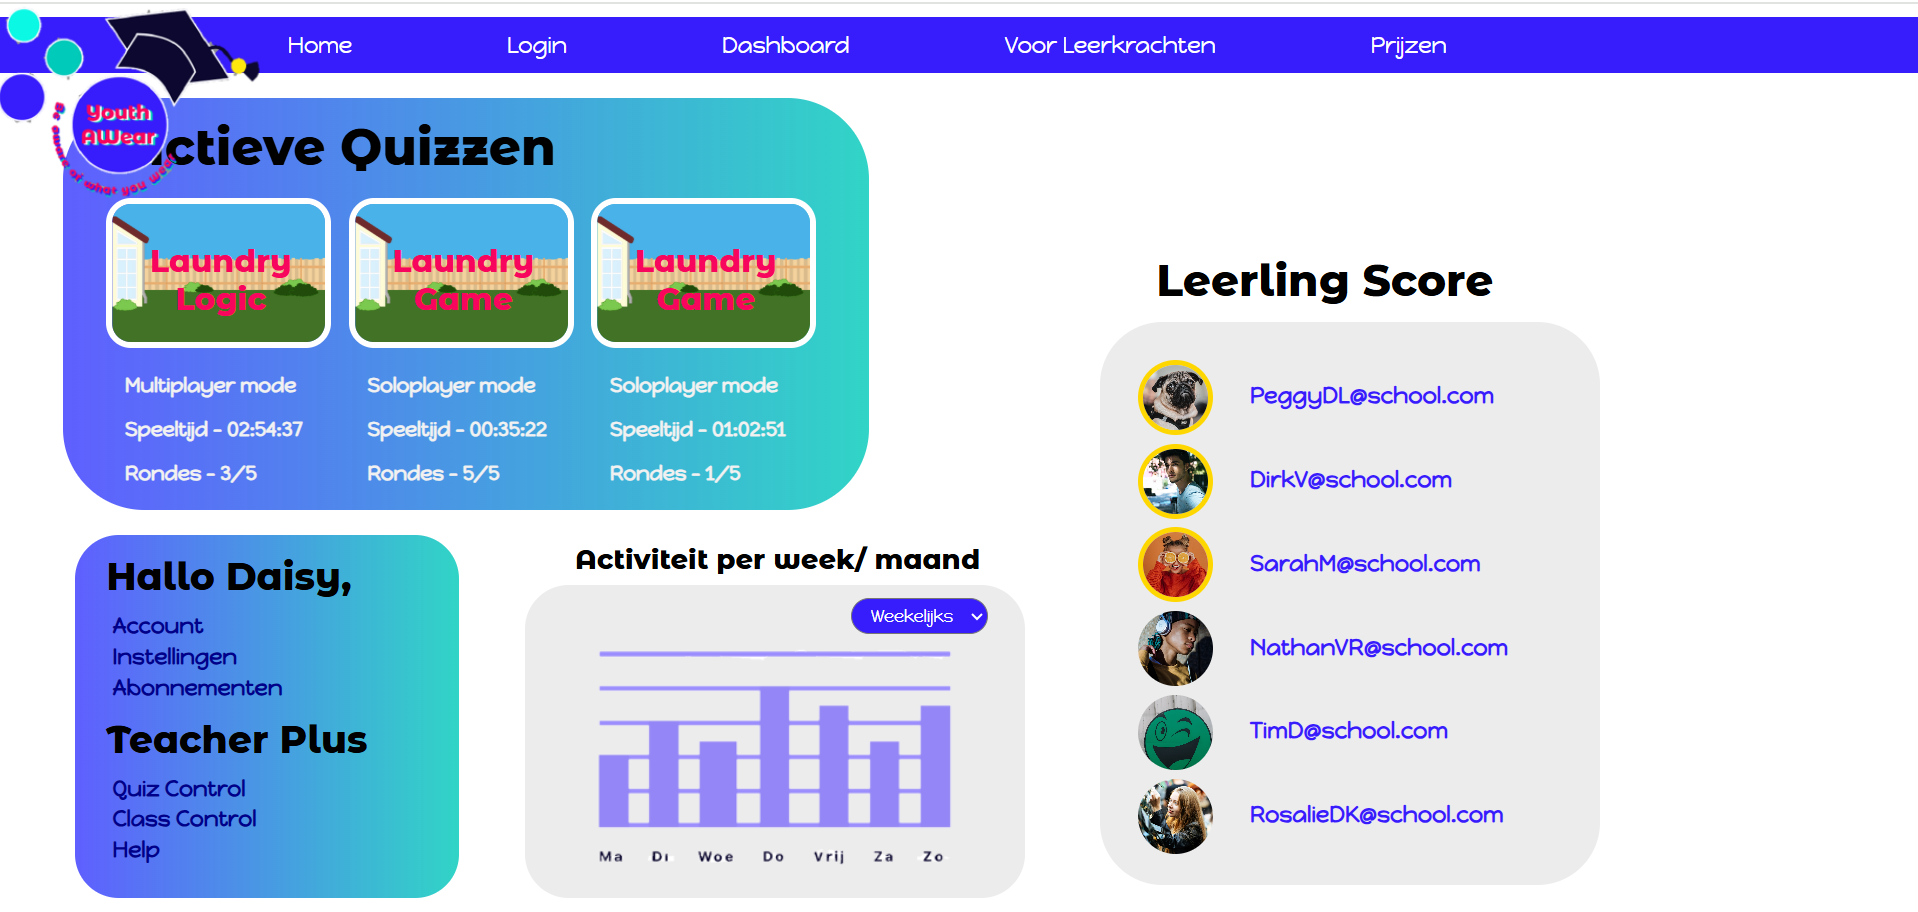 Home Login Dashboard Voor Leerkrachten Prijzen
Youth
AWear
Be aware of what you wear!
ctieve Quizzen
Laundry
Logic
Laundry
Game
Laundry
Game
Multiplayer mode
Speeltijd - 02:54:37
Rondes - 3/5
Soloplayer mode
Speeltijd - 00:35:22
Rondes - 5/5
Soloplayer mode
Speeltijd - 01:02:51
Rondes - 1/5
Hallo Daisy,
Account
Instellingen
Abonnementen
Teacher Plus
Quiz Control
Class Control
Help
Activiteit per week/ maand
Weekelijks
Ma Di Woe Do Vrij Za Zo
Leerling Score
PeggyDL@school.com
DirkV@school.com
SarahM@school.com
NathanVR@school.com
TimD@school.com
RosalieDK@school.com